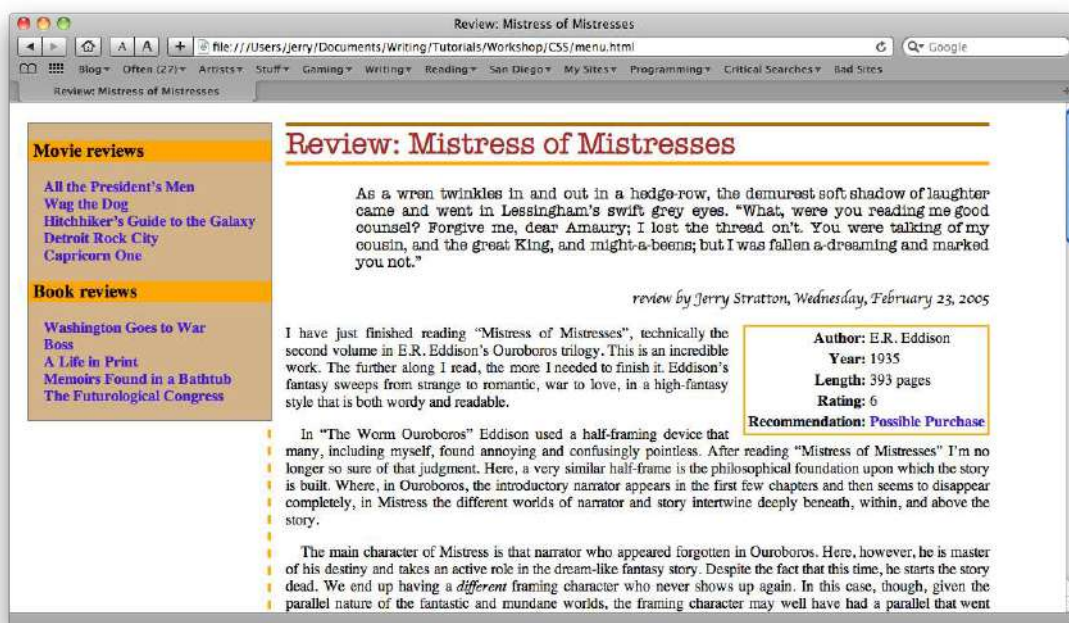 Review: Mistress of Mistresses
A A + file:///Users/jerry/Documents/Writing/Tutorials/Workshop/CSS/menu.html Google
Blog Often (27) Artists Stuff Gaming Writing Reading San Diego My Sites Programming Critical Searches Bad Sites
Review: Mistress of Mistresses
Movie reviews
All the President's Men
Wag the Dog
Hitchhiker's Guide to the Galaxy
Detroit Rock City
Capricorn One
Book reviews
Washington Goes to War
Boss
A Life in Print
Memoirs Found in a Bathtub
The Futurological Congress
Review: Mistress of Mistresses
As a wren twinkles in and out in a hedge-row, the demurest soft shadow of laughter
came and went in Lessingham's swift grey eyes. “What, were you reading me good
counsel? Forgive me, dear Amaury; I lost the thread on't. You were talking of my
cousin, and the great King, and might-a-beens; but I was fallen a-dreaming and marked
you not.”
review by Jerry Stratton, Wednesday, February 23, 2005
I have just finished reading “Mistress of Mistresses”, technically the
second volume in E.R. Eddison's Ouroboros trilogy. This is an incredible
work. The further along I read, the more I needed to finish it. Eddison's
fantasy sweeps from strange to romantic, war to love, in a high-fantasy
style that is both wordy and readable.
Author: E.R. Eddison
Year: 1935
Length: 393 pages
Rating: 6
Recommendation: Possible Purchase
In “The Worm Ouroboros” Eddison used a half-framing device that
many, including myself, found annoying and confusingly pointless. After reading “Mistress of Mistresses” I'm no
longer so sure of that judgment. Here, a very similar half-frame is the philosophical foundation upon which the story
is built. Where, in Ouroboros, the introductory narrator appears in the first few chapters and then seems to disappear
completely, in Mistress the different worlds of narrator and story intertwine deeply beneath, within, and above the
story.
The main character of Mistress is that narrator who appeared forgotten in Ouroboros. Here, however, he is master
of his destiny and takes an active role in the dream-like fantasy story. Despite the fact that this time, he starts the story
dead. We end up having a different framing character who never shows up again. In this case, though, given the
parallel nature of the fantastic and mundane worlds, the framing character may well have had a parallel that went